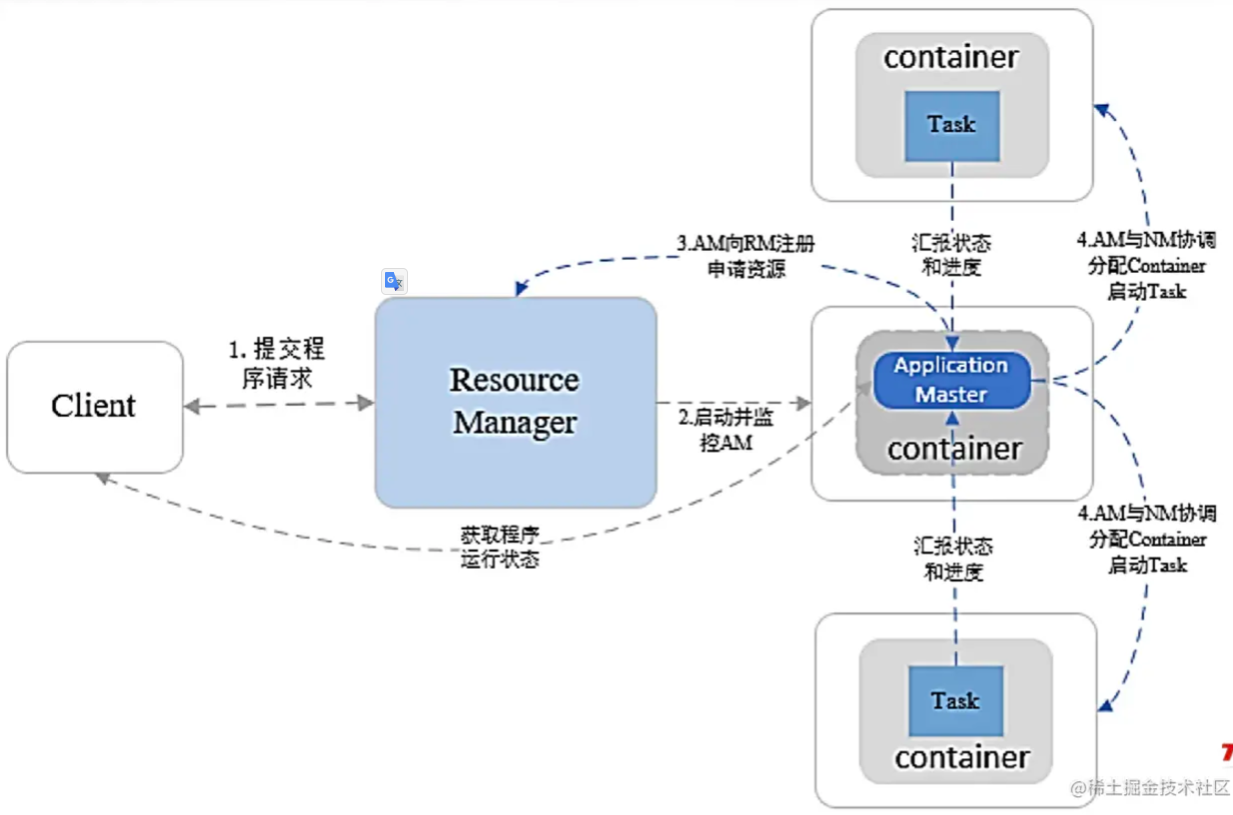 container
Task
3.AM向RM注册
申请资源
汇报状态
和进度
4.AM与NM协调
分配Container
启动Task
1. 提交程
序请求
Client
Resource
Manager
2.启动并监
控AM
Application
Master
container
获取程序
运行状态
汇报状态
和进度
4.AM与NM协调
分配Container
启动Task
Task
container
@稀土掘金技术社区